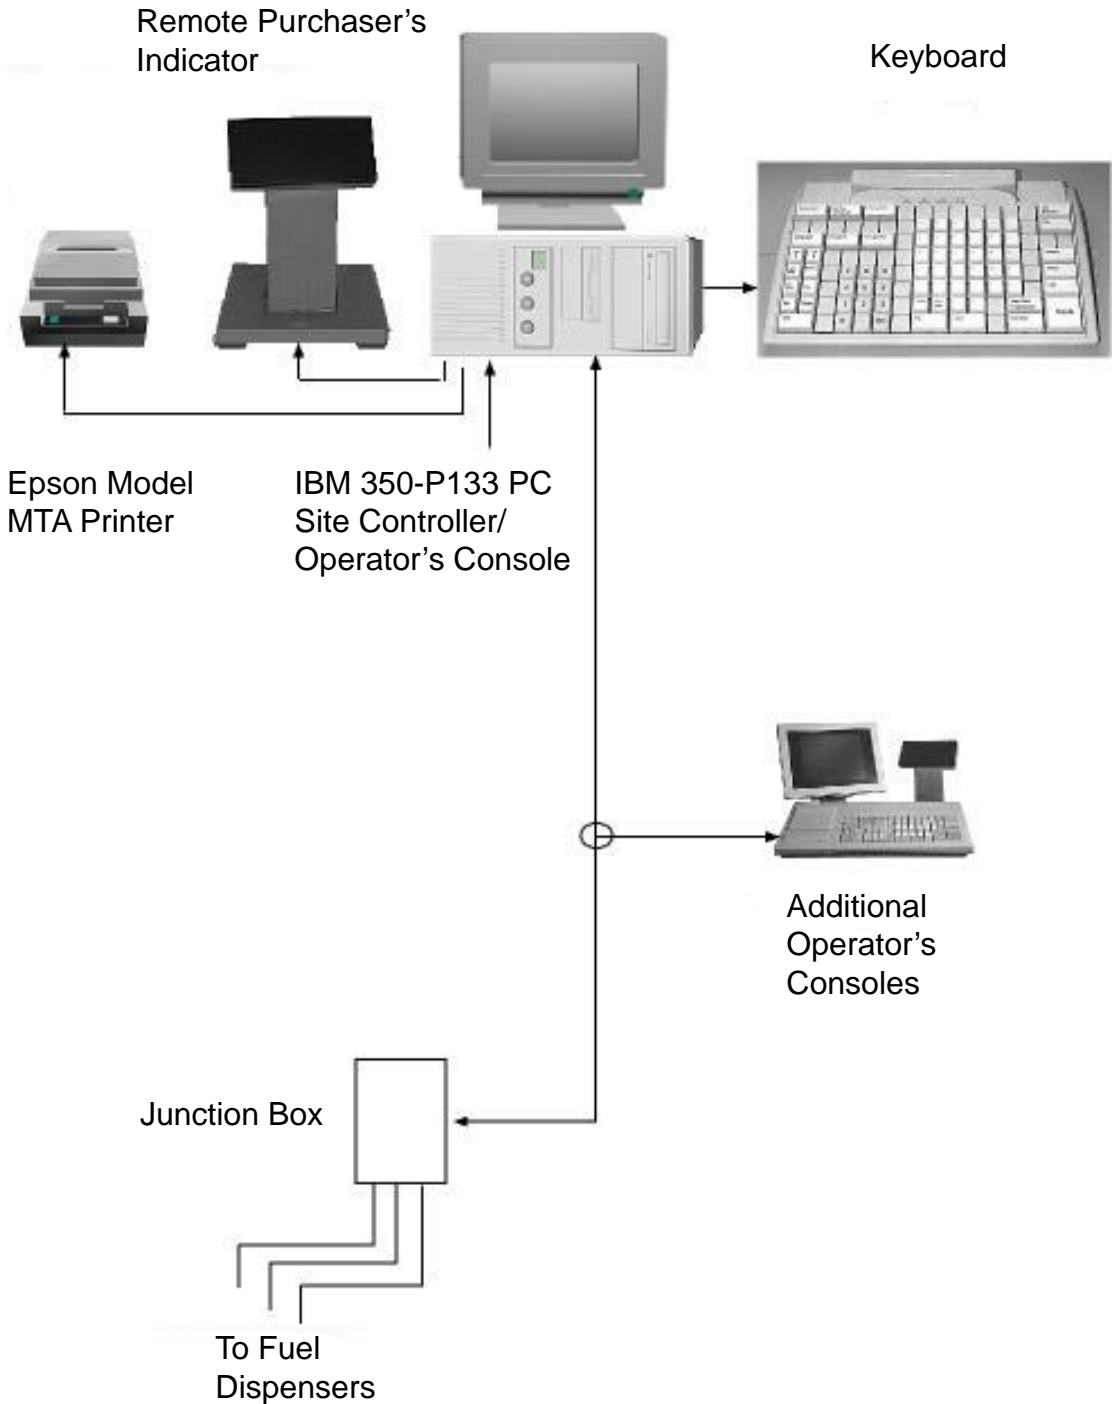 Remote Purchaser's
Indicator
Keyboard
Epson Model
MTA Printer
IBM 350-P133 PC
Site Controller/
Operator's Console
Additional
Operator's
Consoles
Junction Box
To Fuel
Dispensers